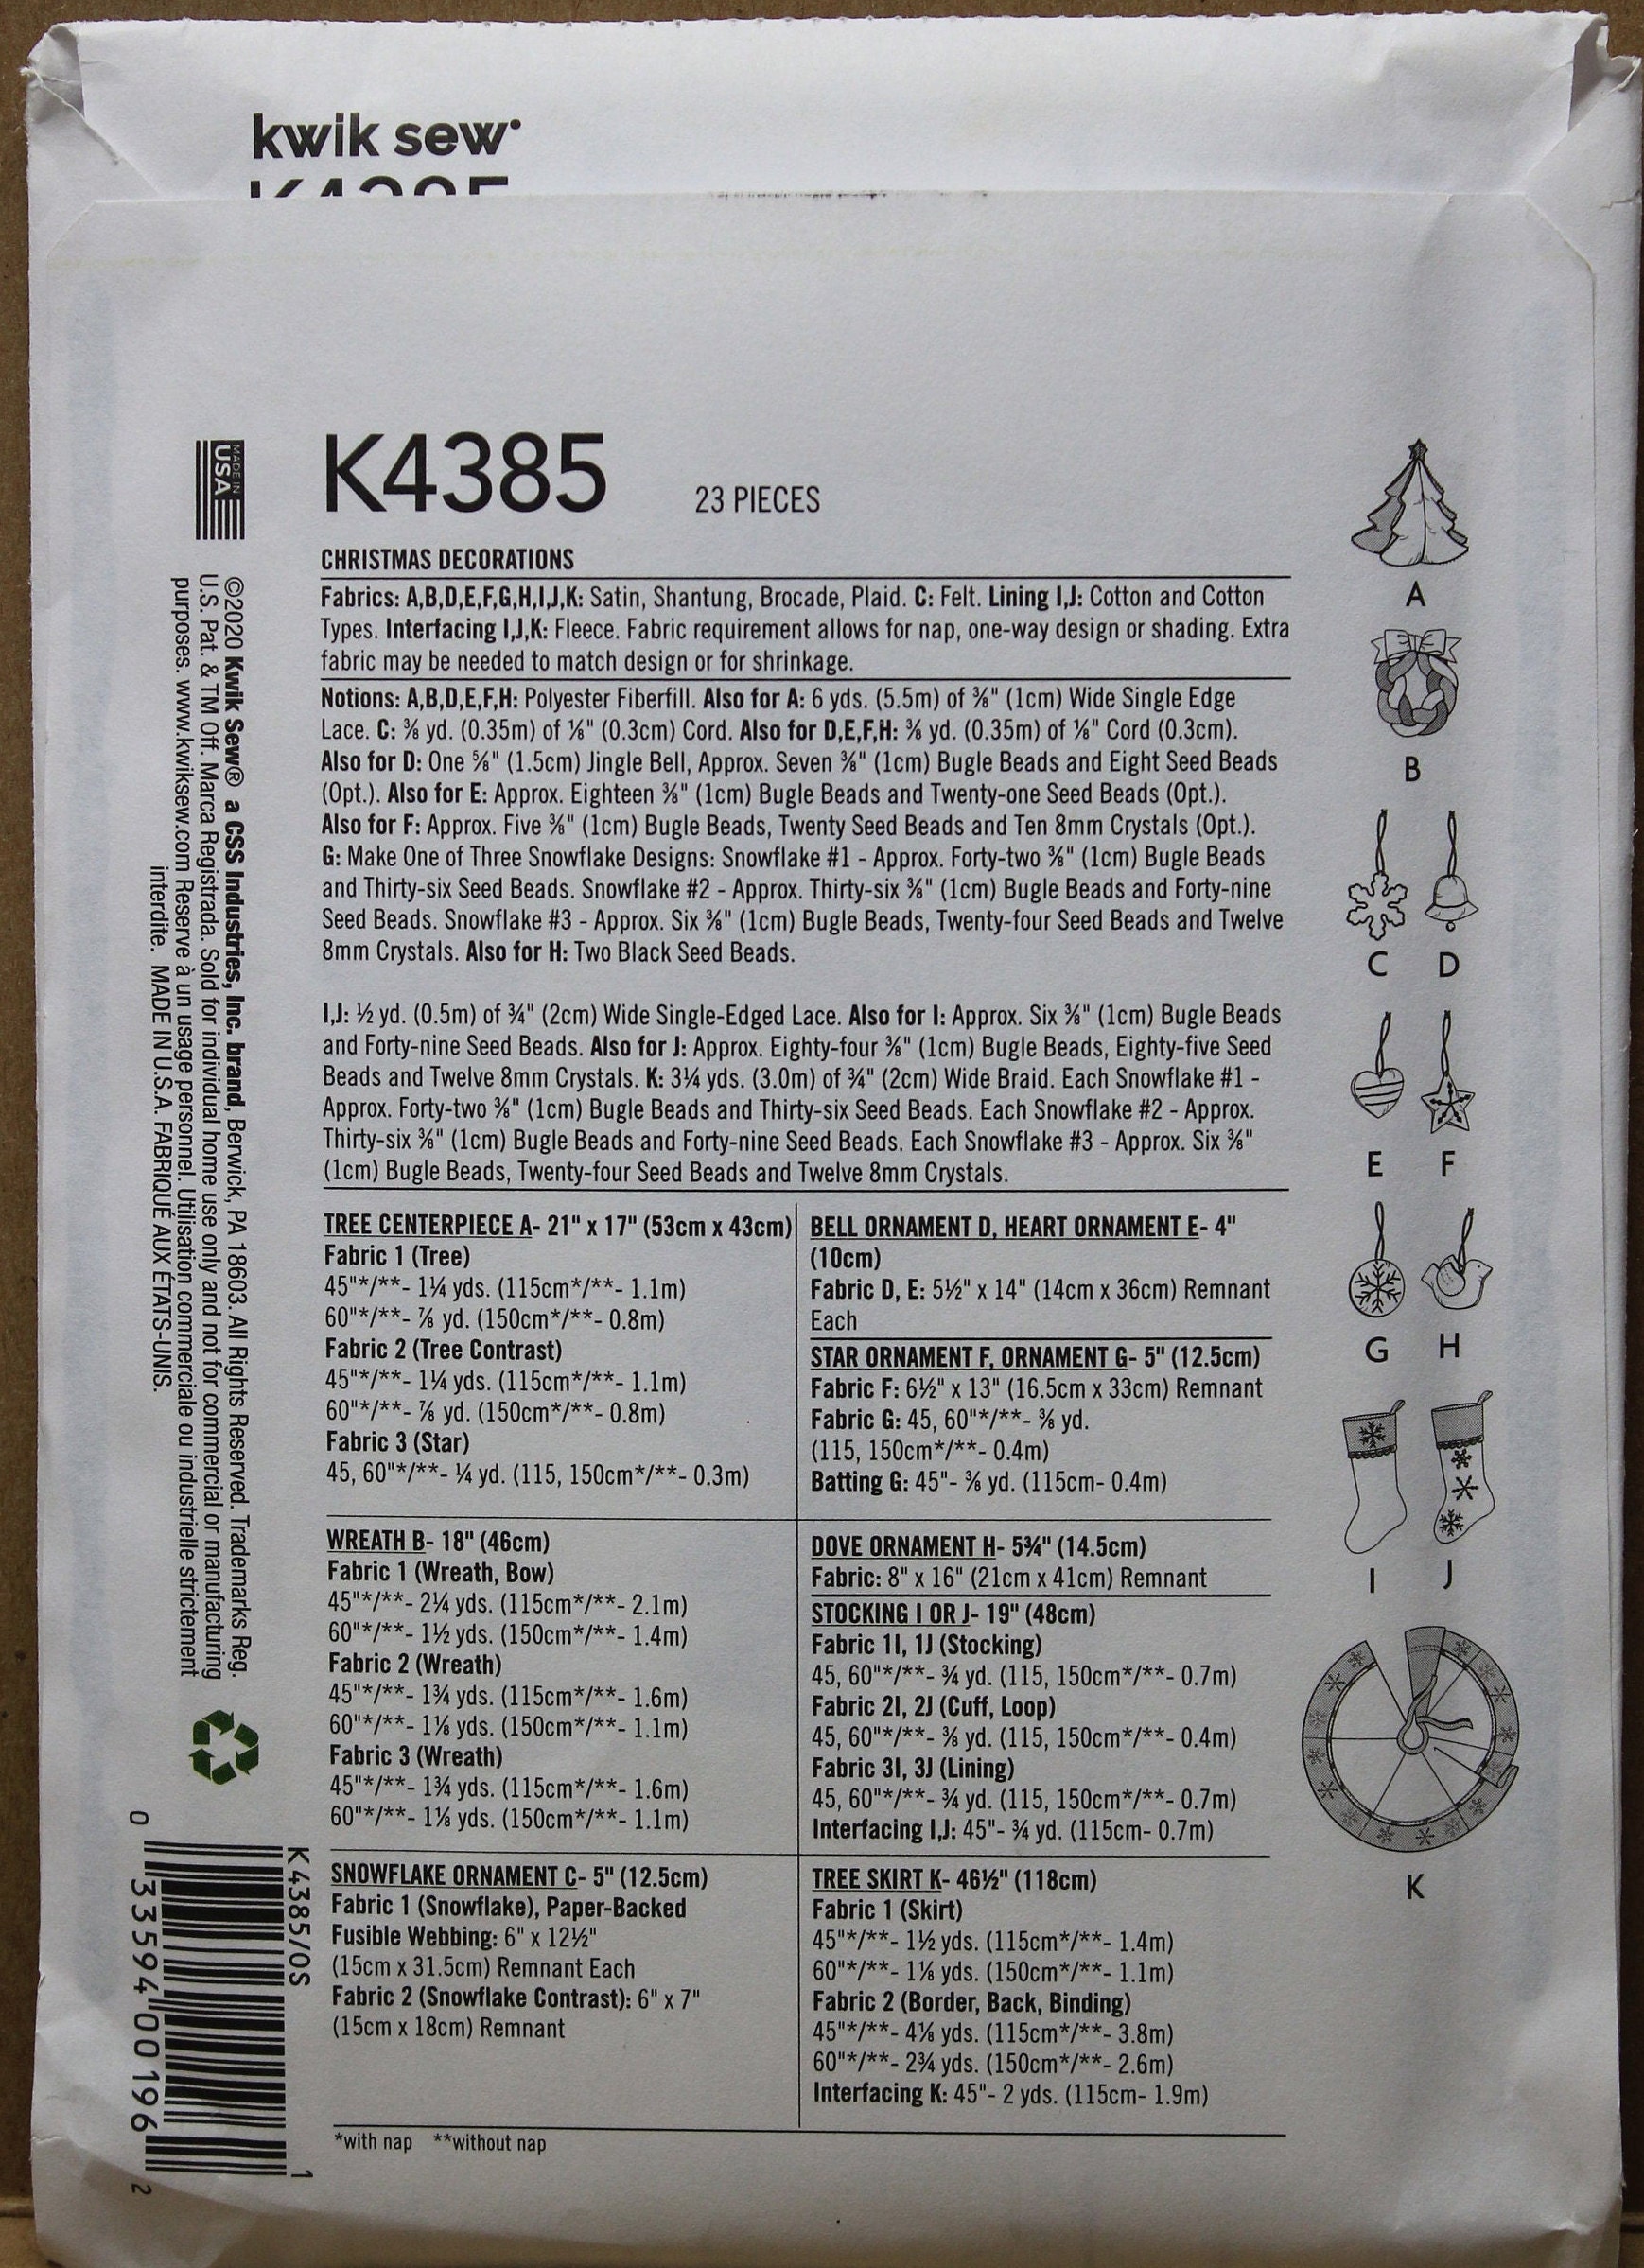 kwik sew
K4385
K4385 23 PIECES
CHRISTMAS DECORATIONS
Fabrics: A,B,D,E,F,G,H,I,J,K: Satin, Shantung, Brocade, Plaid. C: Felt. Lining I,J: Cotton and Cotton
Types. Interfacing I,J,K: Fleece. Fabric requirement allows for nap, one-way design or shading. Extra
fabric may be needed to match design or for shrinkage.
Notions: A,B,D,E,F,H: Polyester Fiberfill. Also for A: 6 yds. (5.5m) of ⅜" (1cm) Wide Single Edge
Lace. C: ⅜ yd. (0.35m) of ⅛" (0.3cm) Cord. Also for D,E,F,H: ⅜ yd. (0.35m) of ⅛" Cord (0.3cm).
Also for D: One ⅝" (1.5cm) Jingle Bell, Approx. Seven ⅜" (1cm) Bugle Beads and Eight Seed Beads
(Opt.). Also for E: Approx. Eighteen ⅜" (1cm) Bugle Beads and Twenty-one Seed Beads (Opt.).
Also for F: Approx. Five ⅜" (1cm) Bugle Beads, Twenty Seed Beads and Ten 8mm Crystals (Opt.).
G: Make One of Three Snowflake Designs: Snowflake #1 - Approx. Forty-two ⅜" (1cm) Bugle Beads
and Thirty-six Seed Beads. Snowflake #2 - Approx. Thirty-six ⅜" (1cm) Bugle Beads and Forty-nine
Seed Beads. Snowflake #3 - Approx. Six ⅜" (1cm) Bugle Beads, Twenty-four Seed Beads and Twelve
8mm Crystals. Also for H: Two Black Seed Beads.
I,J: ½ yd. (0.5m) of ¾" (2cm) Wide Single-Edged Lace. Also for I: Approx. Six ⅜" (1cm) Bugle Beads
and Forty-nine Seed Beads. Also for J: Approx. Eighty-four ⅜" (1cm) Bugle Beads, Eighty-five Seed
Beads and Twelve 8mm Crystals. K: 3¼ yds. (3.0m) of ¾" (2cm) Wide Braid. Each Snowflake #1 -
Approx. Forty-two ⅜" (1cm) Bugle Beads and Thirty-six Seed Beads. Each Snowflake #2 - Approx.
Thirty-six ⅜" (1cm) Bugle Beads and Forty-nine Seed Beads. Each Snowflake #3 - Approx. Six ⅜"
(1cm) Bugle Beads, Twenty-four Seed Beads and Twelve 8mm Crystals.
TREE CENTERPIECE A- 21" x 17" (53cm x 43cm)
Fabric 1 (Tree)
45"*/**- 1¼ yds. (115cm*/**- 1.1m)
60"*/**- ⅞ yd. (150cm*/**- 0.8m)
Fabric 2 (Tree Contrast)
45"*/**- 1¼ yds. (115cm*/**- 1.1m)
60"*/**- ⅞ yd. (150cm*/**- 0.8m)
Fabric 3 (Star)
45, 60"*/**- ¼ yd. (115, 150cm*/**- 0.3m)
WREATH B- 18" (46cm)
Fabric 1 (Wreath, Bow)
45"*/**- 2¼ yds. (115cm*/**- 2.1m)
60"*/**- 1½ yds. (150cm*/**- 1.4m)
Fabric 2 (Wreath)
45"*/**- 1¾ yds. (115cm*/**- 1.6m)
60"*/**- 1⅛ yds. (150cm*/**- 1.1m)
Fabric 3 (Wreath)
45"*/**- 1¾ yds. (115cm*/**- 1.6m)
60"*/**- 1⅛ yds. (150cm*/**- 1.1m)
SNOWFLAKE ORNAMENT C- 5" (12.5cm)
Fabric 1 (Snowflake), Paper-Backed
Fusible Webbing: 6" x 12½"
(15cm x 31.5cm) Remnant Each
Fabric 2 (Snowflake Contrast): 6" x 7"
(15cm x 18cm) Remnant
BELL ORNAMENT D, HEART ORNAMENT E- 4"
(10cm)
Fabric D, E: 5½" x 14" (14cm x 36cm) Remnant
Each
STAR ORNAMENT F, ORNAMENT G- 5" (12.5cm)
Fabric F: 6½" x 13" (16.5cm x 33cm) Remnant
Fabric G: 45, 60"*/**- ⅜ yd.
(115, 150cm*/**- 0.4m)
Batting G: 45"- ⅜ yd. (115cm- 0.4m)
DOVE ORNAMENT H- 5¾" (14.5cm)
Fabric: 8" x 16" (21cm x 41cm) Remnant
STOCKING I OR J- 19" (48cm)
Fabric 1I, 1J (Stocking)
45, 60"*/**- ¾ yd. (115, 150cm*/**- 0.7m)
Fabric 2I, 2J (Cuff, Loop)
45, 60"*/**- ⅜ yd. (115, 150cm*/**- 0.4m)
Fabric 3I, 3J (Lining)
45, 60"*/**- ¾ yd. (115, 150cm*/**- 0.7m)
Interfacing I,J: 45"- ¾ yd. (115cm- 0.7m)
TREE SKIRT K- 46½" (118cm)
Fabric 1 (Skirt)
45"*/**- 1½ yds. (115cm*/**- 1.4m)
60"*/**- 1⅛ yds. (150cm*/**- 1.1m)
Fabric 2 (Border, Back, Binding)
45"*/**- 4⅛ yds. (115cm*/**- 3.8m)
60"*/**- 2¾ yds. (150cm*/**- 2.6m)
Interfacing K: 45"- 2 yds. (115cm- 1.9m)
*with nap **without nap
A
B
C D
E F
G H
I J
K
MADE IN
USA
©2020 Kwik Sew® a CSS Industries, Inc. brand, Berwick, PA 18603. All Rights Reserved. Trademarks Reg.
U.S. Pat. & TM Off. Marca Registrada. Sold for individual home use only and not for commercial or manufacturing
purposes. www.kwiksew.com Reserve à un usage personnel. Utilisation commerciale ou industrielle strictement
interdite. MADE IN U.S.A. FABRIQUÉ AUX ÉTATS-UNIS.
K4385/OS 1
0 33594 00196 2